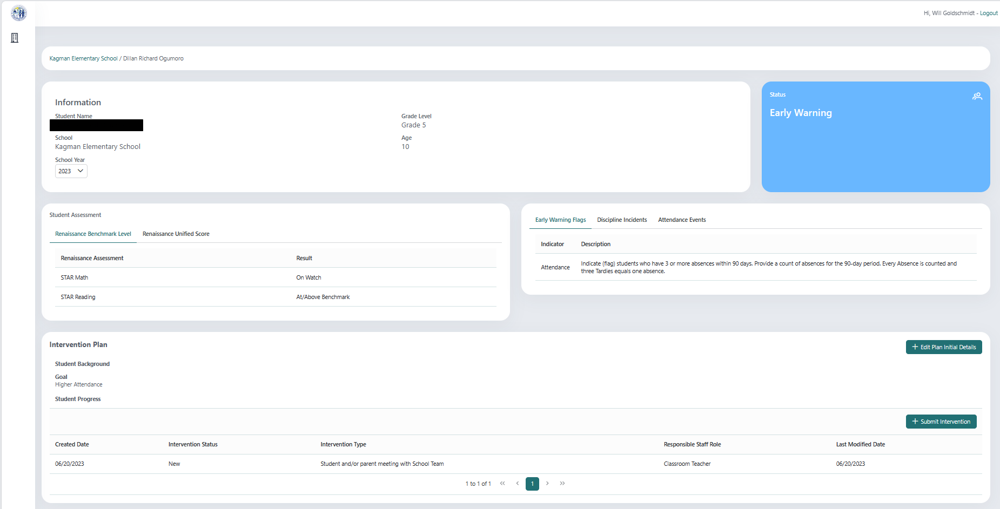 Hi, Will Goldschmidt - Logout
Kagman Elementary School / Dillan Richard Ogumoro
Information
Student Name
School
Kagman Elementary School
School Year
2023
Grade Level
Grade 5
Age
10
Status
Early Warning
Student Assessment
Renaissance Benchmark Level Renaissance Unified Score
Renaissance Assessment Result
STAR Math On Watch
STAR Reading At/Above Benchmark
Early Warning Flags Discipline Incidents Attendance Events
Indicator Description
Attendance Indicate (flag) students who have 3 or more absences within 90 days. Provide a count of absences for the 90-day period. Every Absence is counted and
three Tardies equals one absence.
Intervention Plan
+ Edit Plan Initial Details
Student Background
Goal
Higher Attendance
Student Progress
+ Submit Intervention
Created Date Intervention Status Intervention Type Responsible Staff Role Last Modified Date
06/20/2023 New Student and/or parent meeting with School Team Classroom Teacher 06/20/2023
1 to 1 of 1 « ‹ 1 › »